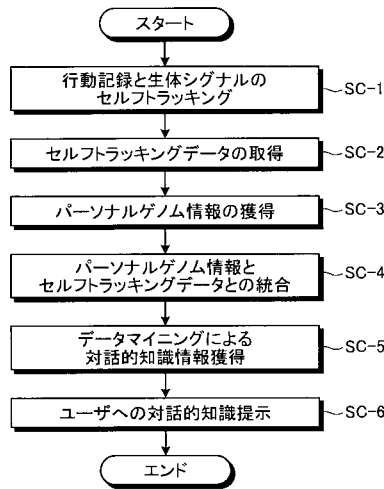 スタート
行動記録と生体シグナルの
セルフトラッキング
SC-1
セルフトラッキングデータの取得
SC-2
パーソナルゲノム情報の獲得
SC-3
パーソナルゲノム情報と
セルフトラッキングデータとの統合
SC-4
データマイニングによる
対話的知識情報獲得
SC-5
ユーザへの対話的知識提示
SC-6
エンド